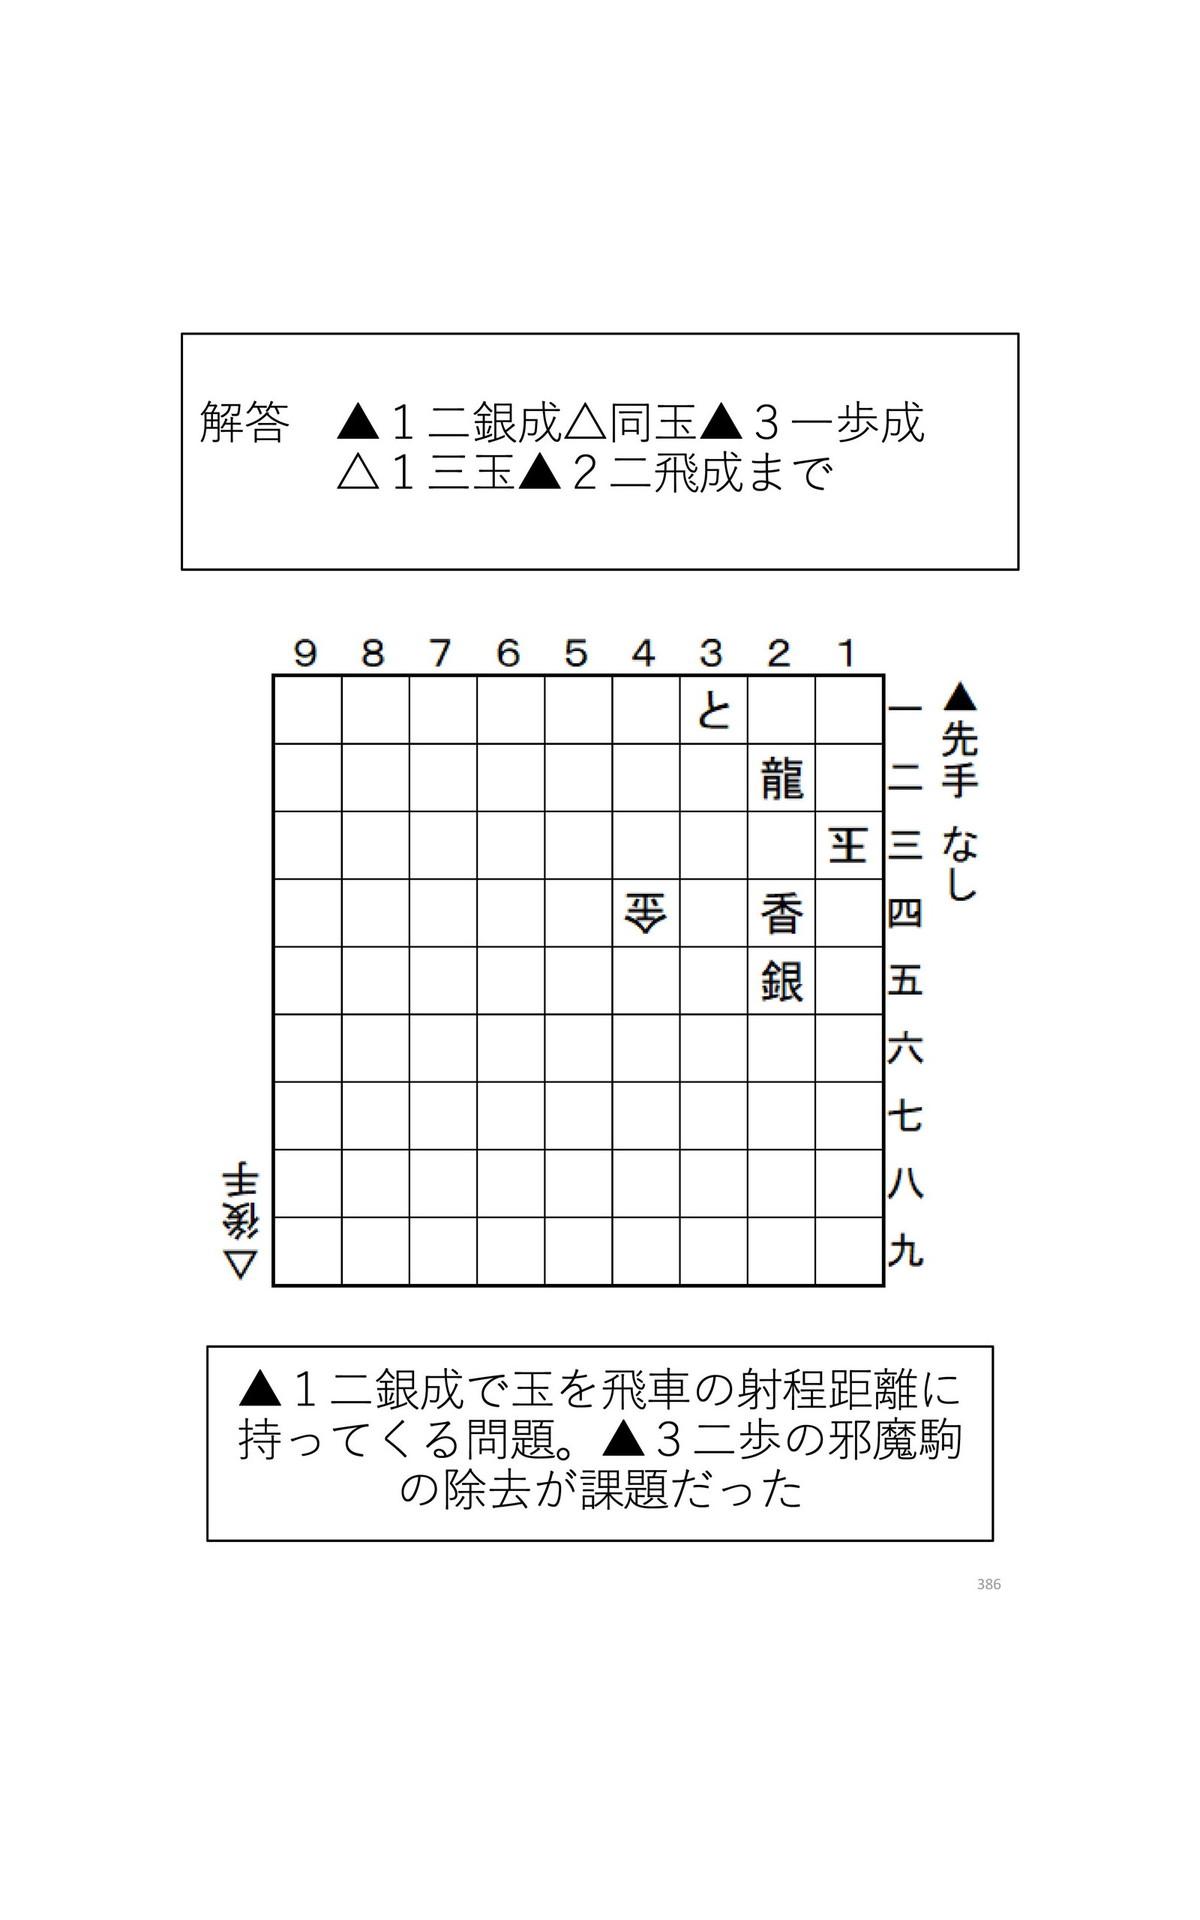 解答　▲１二銀成△同玉▲３一歩成
△１三玉▲２二飛成まで
9 8 7 6 5 4 3 2 1
と 一
龍 二
王 三
金 香 四
銀 五
六
七
八
九
▲先手 なし
△後手
▲１二銀成で玉を飛車の射程距離に
持ってくる問題。▲３二歩の邪魔駒
の除去が課題だった
386